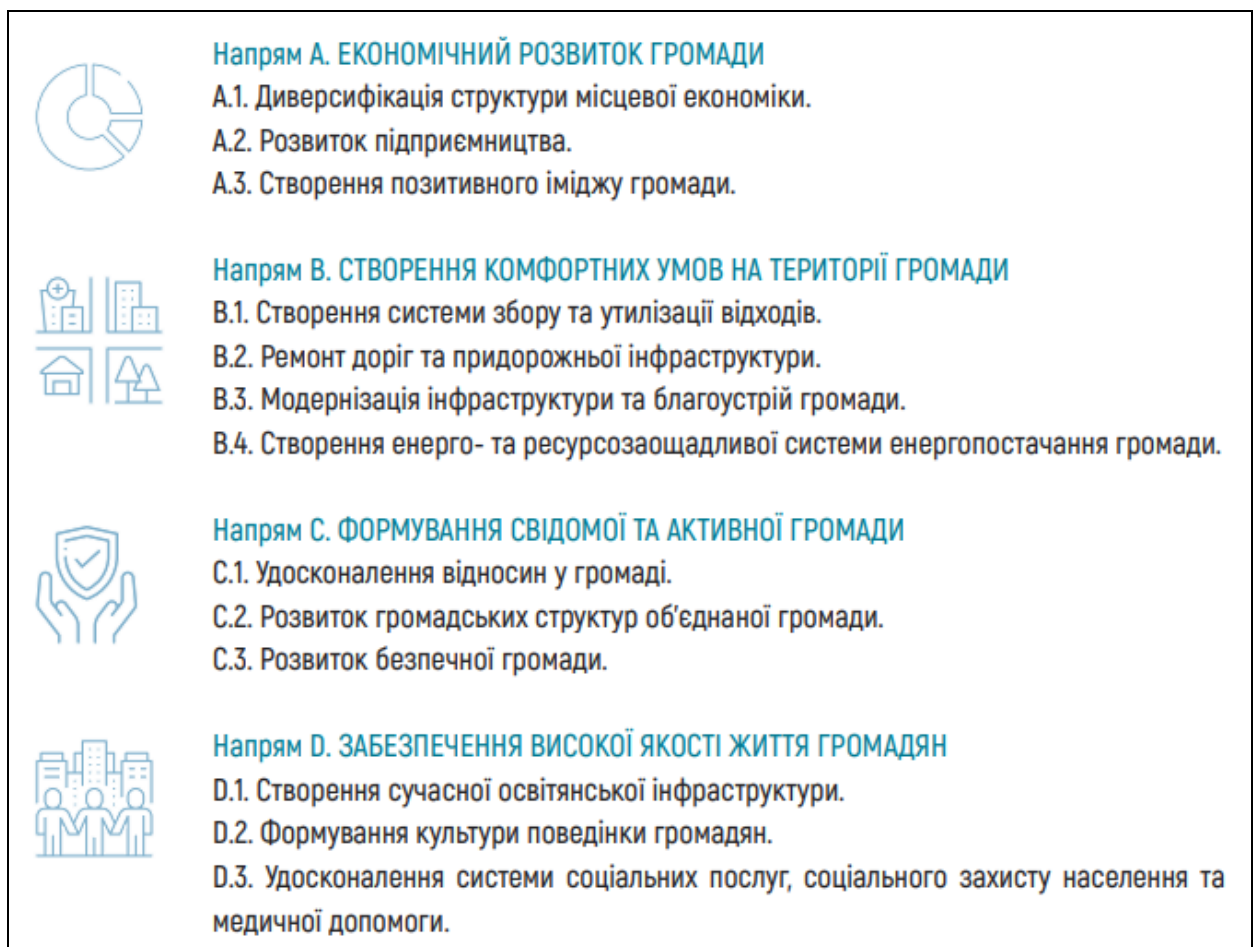 Напрям А. ЕКОНОМІЧНИЙ РОЗВИТОК ГРОМАДИ
А.1. Диверсифікація структури місцевої економіки.
А.2. Розвиток підприємництва.
А.3. Створення позитивного іміджу громади.
Напрям В. СТВОРЕННЯ КОМФОРТНИХ УМОВ НА ТЕРИТОРІЇ ГРОМАДИ
В.1. Створення системи збору та утилізації відходів.
В.2. Ремонт доріг та придорожньої інфраструктури.
В.3. Модернізація інфраструктури та благоустрій громади.
В.4. Створення енерго- та ресурсозаощадливої системи енергопостачання громади.
Напрям С. ФОРМУВАННЯ СВІДОМОЇ ТА АКТИВНОЇ ГРОМАДИ
С.1. Удосконалення відносин у громаді.
С.2. Розвиток громадських структур об’єднаної громади.
С.3. Розвиток безпечної громади.
Напрям D. ЗАБЕЗПЕЧЕННЯ ВИСОКОЇ ЯКОСТІ ЖИТТЯ ГРОМАДЯН
D.1. Створення сучасної освітянської інфраструктури.
D.2. Формування культури поведінки громадян.
D.3. Удосконалення системи соціальних послуг, соціального захисту населення та
медичної допомоги.